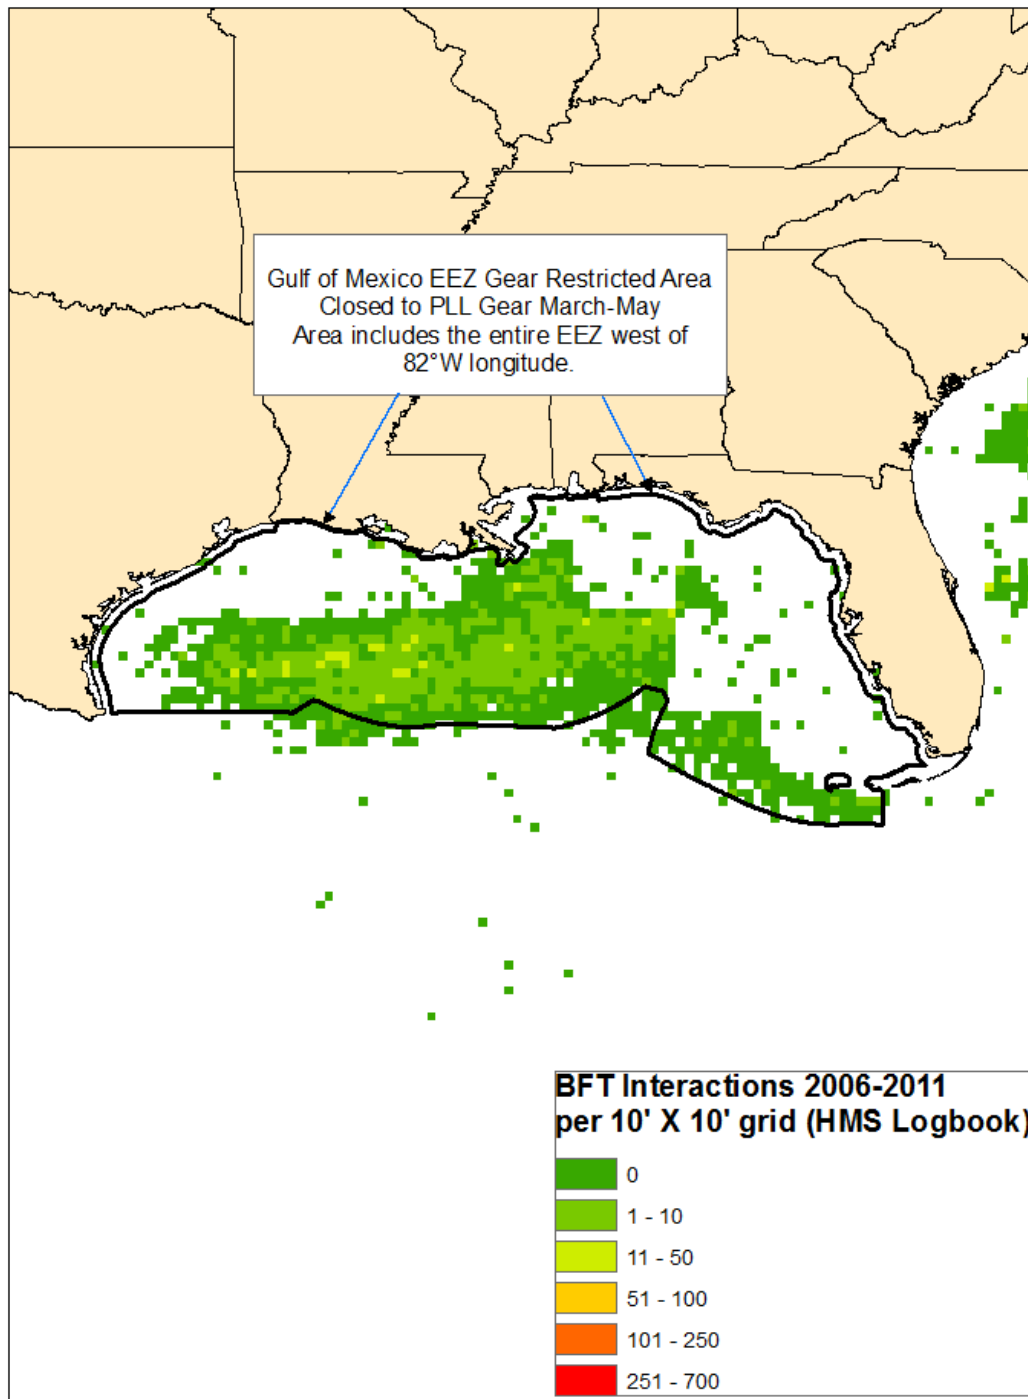 Gulf of Mexico EEZ Gear Restricted Area
Closed to PLL Gear March-May
Area includes the entire EEZ west of
82°W longitude.
BFT Interactions 2006-2011
per 10' X 10' grid (HMS Logbook)
0
1 - 10
11 - 50
51 - 100
101 - 250
251 - 700